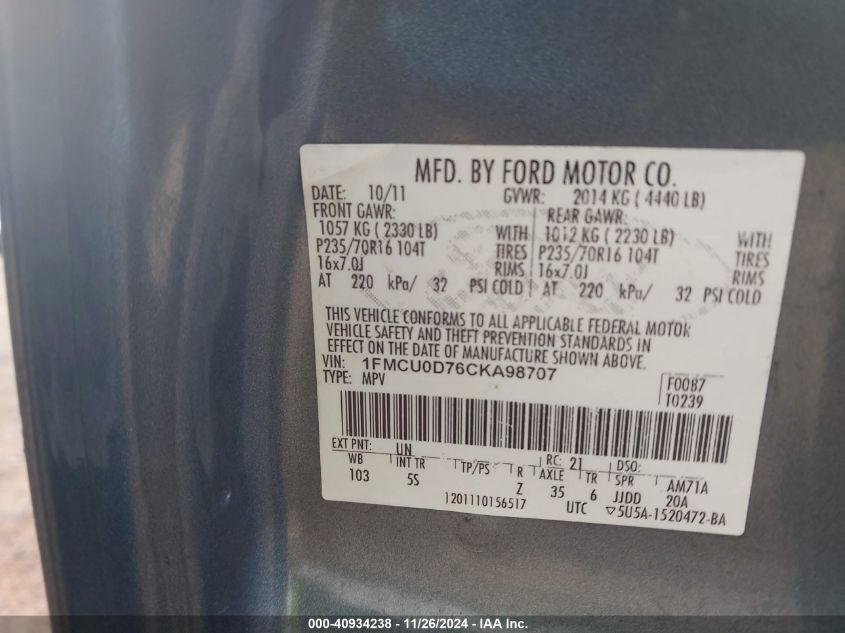 MFD. BY FORD MOTOR CO.
DATE: 10/11 GVWR: 2014 KG ( 4440 LB)
FRONT GAWR: REAR GAWR:
1057 KG ( 2330 LB) WITH 1012 KG ( 2230 LB) WITH
P235/70R16 104T TIRES P235/70R16 104T TIRES
16x7.0J RIMS 16x7.0J RIMS
AT 220 kPa/ 32 PSI COLD AT 220 kPa/ 32 PSI COLD
THIS VEHICLE CONFORMS TO ALL APPLICABLE FEDERAL MOTOR
VEHICLE SAFETY AND THEFT PREVENTION STANDARDS IN
EFFECT ON THE DATE OF MANUFACTURE SHOWN ABOVE.
VIN: 1FMCU0D76CKA98707
TYPE: MPV F0087
T0239
EXT PNT: UN RC: 21 DSO:
WB INT TR TP/PS R AXLE TR SPR AM71A
103 5S Z 35 6 JJDD 20A
1201110156517 UTC ▽5U5A-1520472-BA
000-40934238 - 11/26/2024 - IAA Inc.